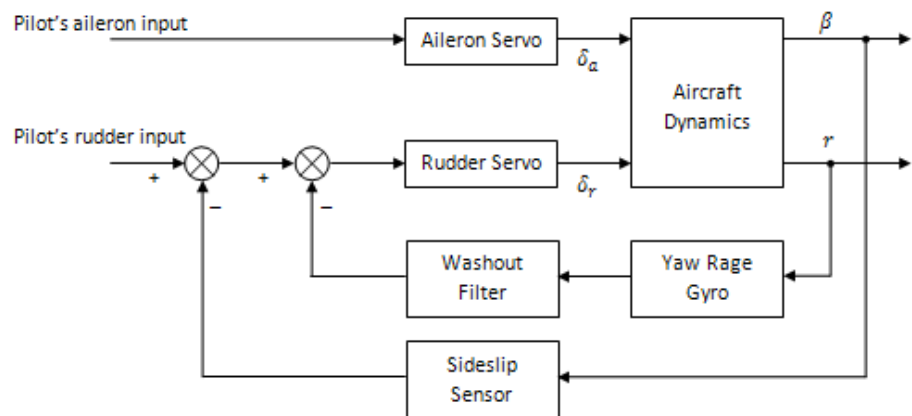 Pilot's aileron input
Aileron Servo
δₐ
Aircraft
Dynamics
β
Pilot's rudder input
+
−
+
−
Rudder Servo
δᵣ
r
Washout
Filter
Yaw Rage
Gyro
Sideslip
Sensor